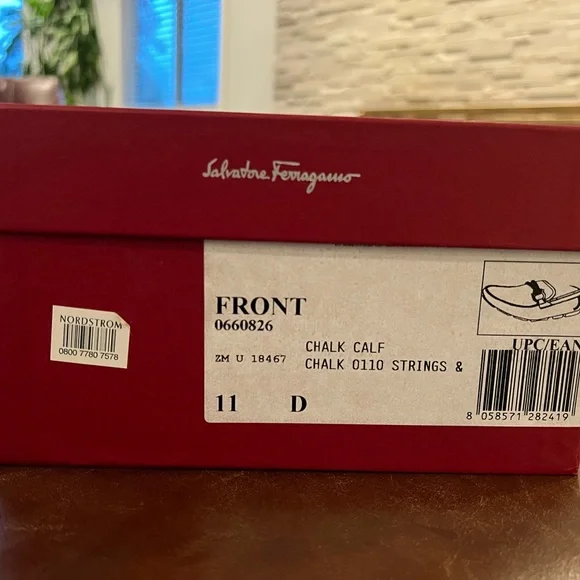 Salvatore Ferragamo
FRONT
0660826
CHALK CALF
ZM U 18467 CHALK 0110 STRINGS &
11 D
UPC/EAN
8 058571 282419
NORDSTROM
0800 7780 7578